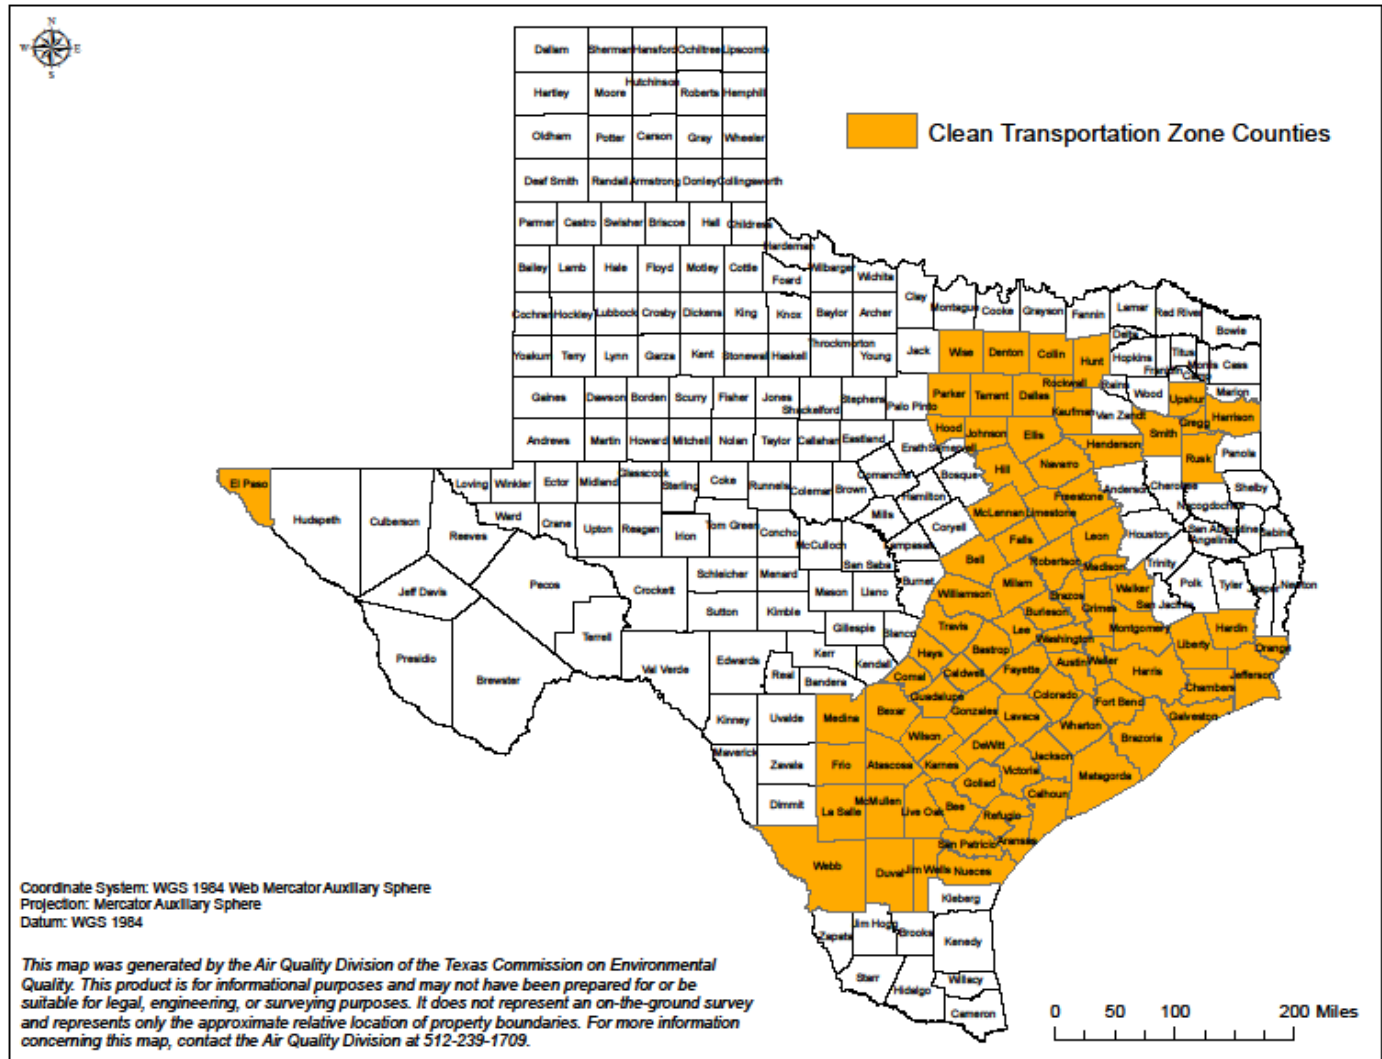 N
W E
S
Dallam Sherman Hansford Ochiltree Lipscomb
Hutchinson
Hartley Moore Roberts Hemphill
Clean Transportation Zone Counties
Oldham Potter Carson Gray Wheeler
Deaf Smith Randall Armstrong Donley Collingsworth
Parmer Castro Swisher Briscoe Hall Childress
Hardeman
Bailey Lamb Hale Floyd Motley Cottle Wilbarger
Foard Wichita
Clay Montague Cooke Grayson Fannin Lamar Red River
Cochran Hockley Lubbock Crosby Dickens King Knox Baylor Archer
Bowie
Delta
Yoakum Terry Lynn Garza Kent Stonewall Haskell Throckmorton Young Jack Wise Denton Collin Hunt Hopkins Titus
Franklin Morris Cass
Camp
Gaines Dawson Borden Scurry Fisher Jones Shackelford Stephens Palo Pinto Parker Tarrant Dallas Rockwall Rains Wood Upshur Marion
Kaufman Van Zandt Gregg Harrison
Andrews Martin Howard Mitchell Nolan Taylor Callahan Eastland Erath Somervell Hood Johnson Ellis Henderson Smith Rusk Panola
El Paso Hudspeth Culberson Loving Winkler Ector Midland Glasscock Sterling Coke Runnels Coleman Brown Comanche Bosque Hill Navarro Anderson Cherokee Shelby
Reeves Ward Crane Upton Reagan Irion Tom Green Concho Mills Hamilton McLennan Limestone Freestone Nacogdoches
McCulloch San Saba Lampasas Coryell Falls Leon Houston Angelina San Augustine Sabine
Jeff Davis Pecos Crockett Schleicher Menard Mason Llano Burnet Bell Milam Robertson Madison Trinity Polk Tyler Jasper Newton
Sutton Kimble Williamson Brazos Walker San Jacinto
Presidio Brewster Terrell Val Verde Edwards Gillespie Blanco Travis Burleson Grimes Montgomery Liberty Hardin Orange
Kerr Kendall Hays Bastrop Lee Washington
Real Bandera Comal Caldwell Fayette Austin Waller Harris Chambers Jefferson
Kinney Uvalde Medina Bexar Guadalupe Gonzales Lavaca Colorado Fort Bend Galveston
Wilson Wharton Brazoria
Maverick Zavala Frio Atascosa Karnes DeWitt Jackson Matagorda
Goliad Victoria
Dimmit La Salle McMullen Live Oak Bee Refugio Calhoun
Webb Duval Jim Wells San Patricio Aransas
Nueces
Kleberg
Zapata Jim Hogg Brooks Kenedy
Starr Hidalgo Willacy
Cameron
Coordinate System: WGS 1984 Web Mercator Auxiliary Sphere
Projection: Mercator Auxiliary Sphere
Datum: WGS 1984
This map was generated by the Air Quality Division of the Texas Commission on Environmental
Quality. This product is for informational purposes and may not have been prepared for or be
suitable for legal, engineering, or surveying purposes. It does not represent an on-the-ground survey
and represents only the approximate relative location of property boundaries. For more information
concerning this map, contact the Air Quality Division at 512-239-1709.
0 50 100 200 Miles